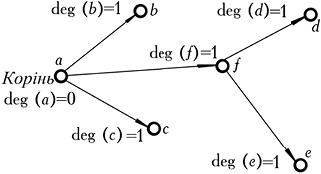 deg (b)=1 b
deg (d)=1
d
a
deg (f)=1
f
Корінь
deg (a)=0
deg (c)=1 c
deg (e)=1
e